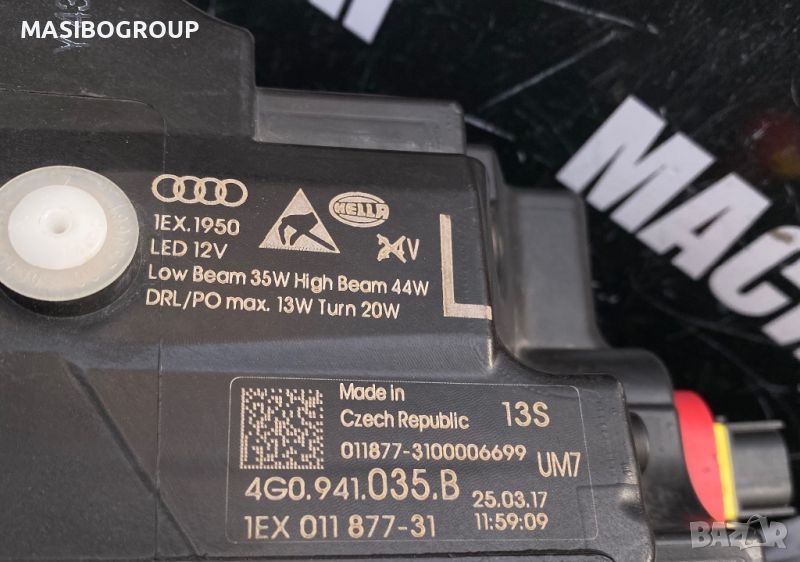 MASIBOGROUP
HELLA
1EX.1950
LED 12V
24V
Low Beam 35W High Beam 44W
DRL/PO max. 13W Turn 20W
L
Made in
Czech Republic
13S
011877-3100006699
UM7
4G0.941.035.B
25.03.17
1EX 011 877-31
11:59:09
BAZAR